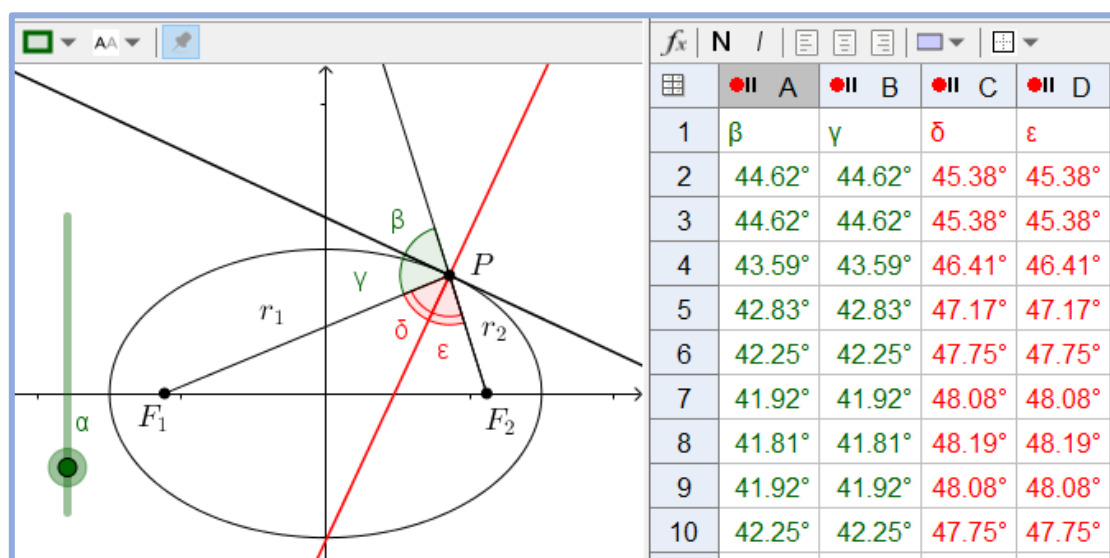 AA
fx N I
A B C D
1 β γ δ ε
2 44.62° 44.62° 45.38° 45.38°
3 44.62° 44.62° 45.38° 45.38°
4 43.59° 43.59° 46.41° 46.41°
5 42.83° 42.83° 47.17° 47.17°
6 42.25° 42.25° 47.75° 47.75°
7 41.92° 41.92° 48.08° 48.08°
8 41.81° 41.81° 48.19° 48.19°
9 41.92° 41.92° 48.08° 48.08°
10 42.25° 42.25° 47.75° 47.75°
β
P
γ
r₁
δ
r₂
ε
α
F₁
F₂